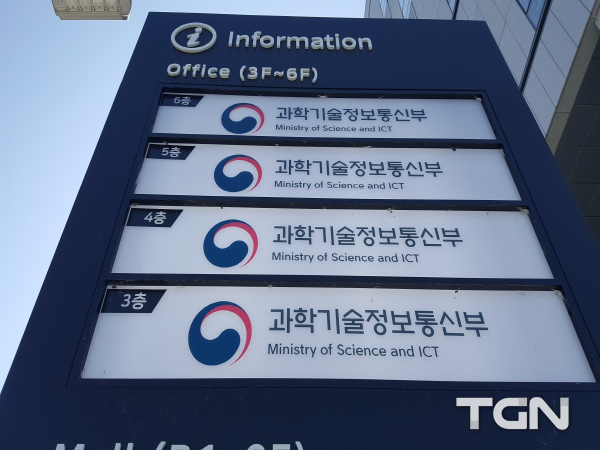 i Information
Office (3F~6F)
6층
과학기술정보통신부
Ministry of Science and ICT
5층
과학기술정보통신부
Ministry of Science and ICT
4층
과학기술정보통신부
Ministry of Science and ICT
3층
과학기술정보통신부
Ministry of Science and ICT
TGN